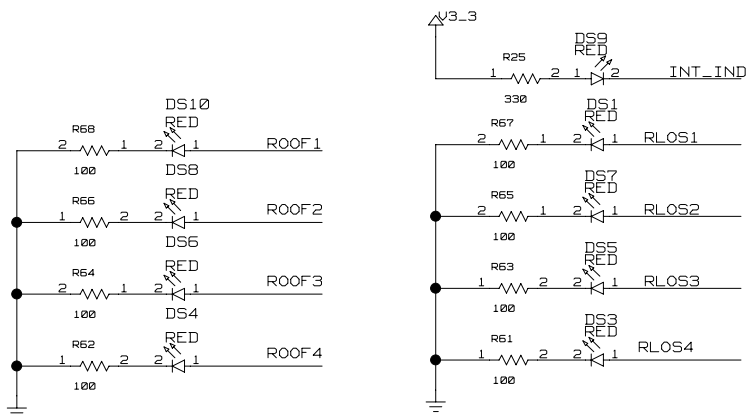 V3_3
DS9
RED
R25
1 2 1 2 INT_IND
330
DS10
RED
R68
2 1 2 1 ROOF1
100
DS8
RED
R66
1 2 2 1 ROOF2
100
DS6
RED
R64
2 1 2 1 ROOF3
100
DS4
RED
R62
1 2 2 1 ROOF4
100
DS1
RED
R67
2 1 2 1 RLOS1
100
DS7
RED
R65
2 1 2 1 RLOS2
100
DS5
RED
R63
1 2 2 1 RLOS3
100
DS3
RED
R61
1 2 2 1 RLOS4
100